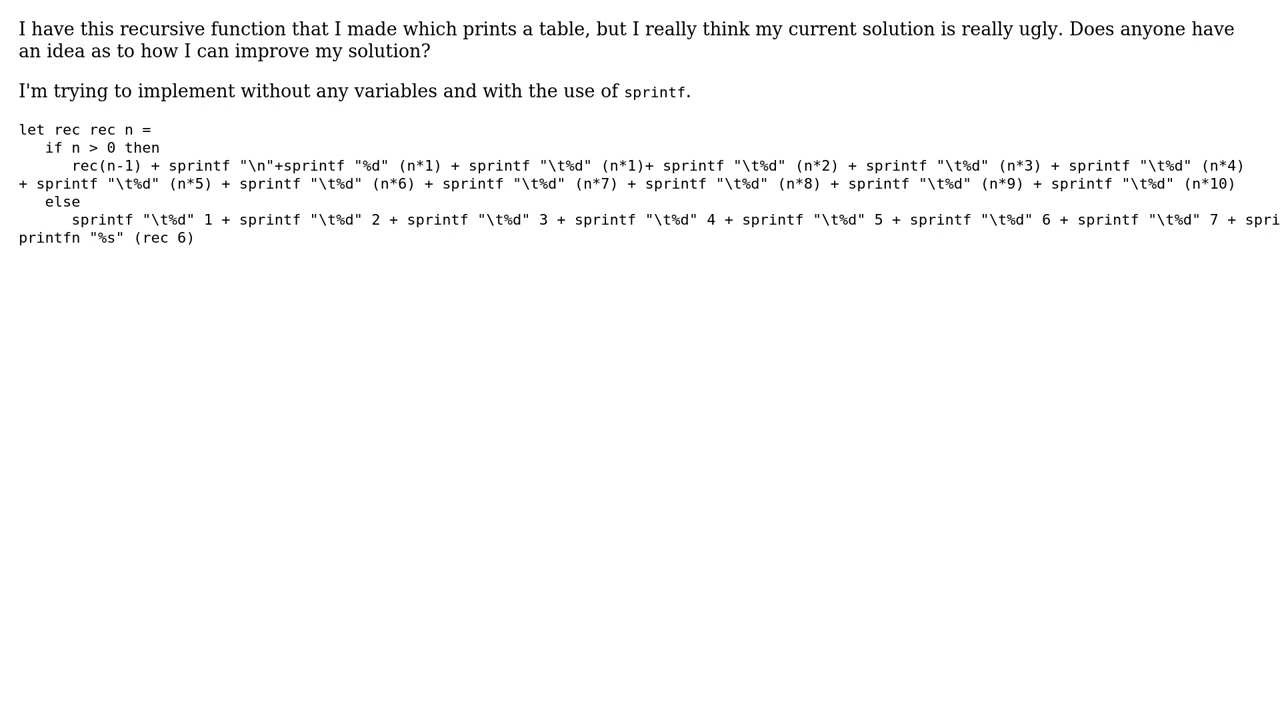 I have this recursive function that I made which prints a table, but I really think my current solution is really ugly. Does anyone have
an idea as to how I can improve my solution?
I'm trying to implement without any variables and with the use of sprintf.
let rec rec n =
   if n > 0 then
      rec(n-1) + sprintf "\n"+sprintf "%d" (n*1) + sprintf "\t%d" (n*1)+ sprintf "\t%d" (n*2) + sprintf "\t%d" (n*3) + sprintf "\t%d" (n*4)
+ sprintf "\t%d" (n*5) + sprintf "\t%d" (n*6) + sprintf "\t%d" (n*7) + sprintf "\t%d" (n*8) + sprintf "\t%d" (n*9) + sprintf "\t%d" (n*10)
   else
      sprintf "\t%d" 1 + sprintf "\t%d" 2 + sprintf "\t%d" 3 + sprintf "\t%d" 4 + sprintf "\t%d" 5 + sprintf "\t%d" 6 + sprintf "\t%d" 7 + spri
printfn "%s" (rec 6)